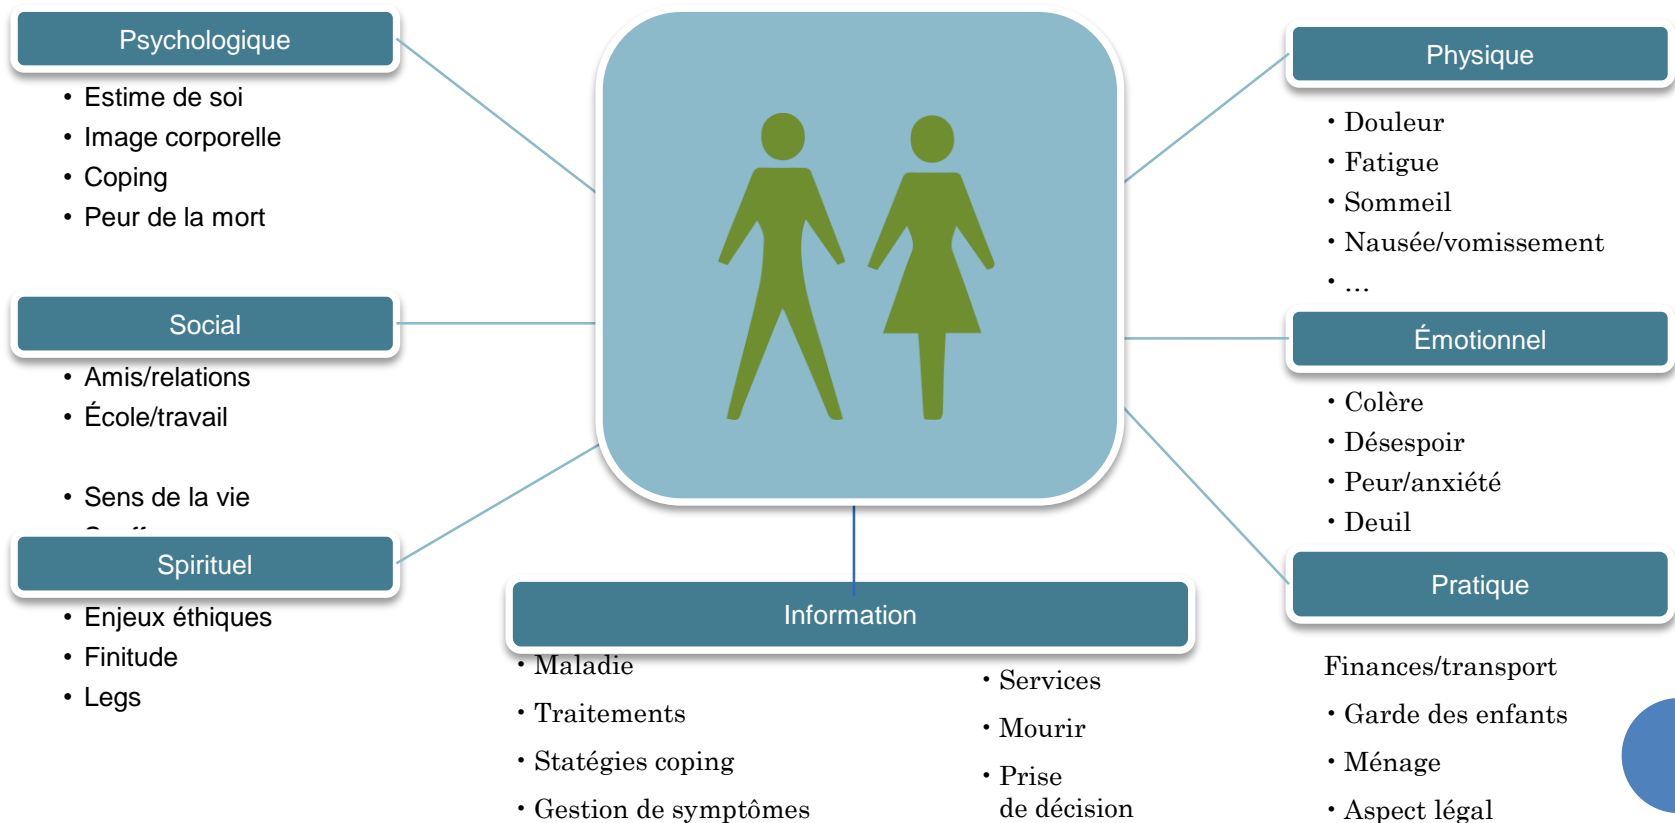 Psychologique
• Estime de soi
• Image corporelle
• Coping
• Peur de la mort
Social
• Amis/relations
• École/travail
• Sens de la vie
Spirituel
• Enjeux éthiques
• Finitude
• Legs
Information
• Maladie
• Traitements
• Statégies coping
• Gestion de symptômes
• Services
• Mourir
• Prise
de décision
Physique
• Douleur
• Fatigue
• Sommeil
• Nausée/vomissement
• …
Émotionnel
• Colère
• Désespoir
• Peur/anxiété
• Deuil
Pratique
Finances/transport
• Garde des enfants
• Ménage
• Aspect légal